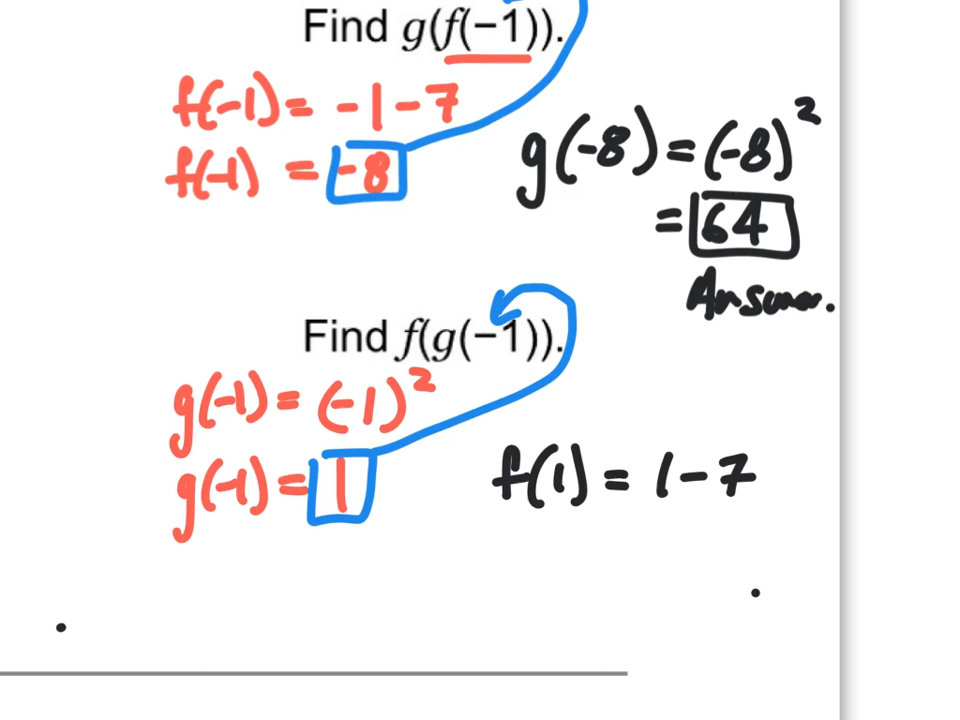 Find g(f(−1)).
f(-1) = -1-7
f(-1) = -8
g(-8) = (-8)²
= 64
Answer.
Find f(g(−1)).
g(-1) = (-1)²
g(-1) = 1
f(1) = 1-7